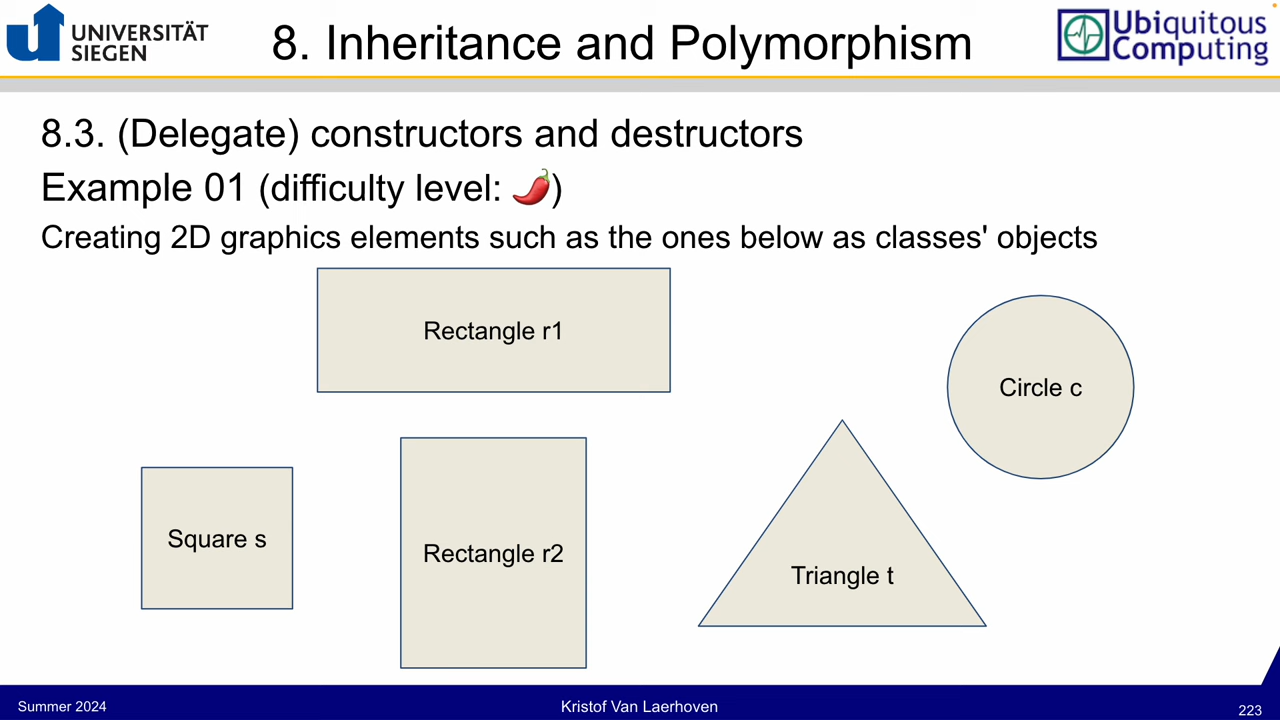 UNIVERSITÄT
SIEGEN
8. Inheritance and Polymorphism
Ubiquitous
Computing
8.3. (Delegate) constructors and destructors
Example 01 (difficulty level: 🌶️)
Creating 2D graphics elements such as the ones below as classes' objects
Rectangle r1
Circle c
Square s
Rectangle r2
Triangle t
Summer 2024
Kristof Van Laerhoven
223